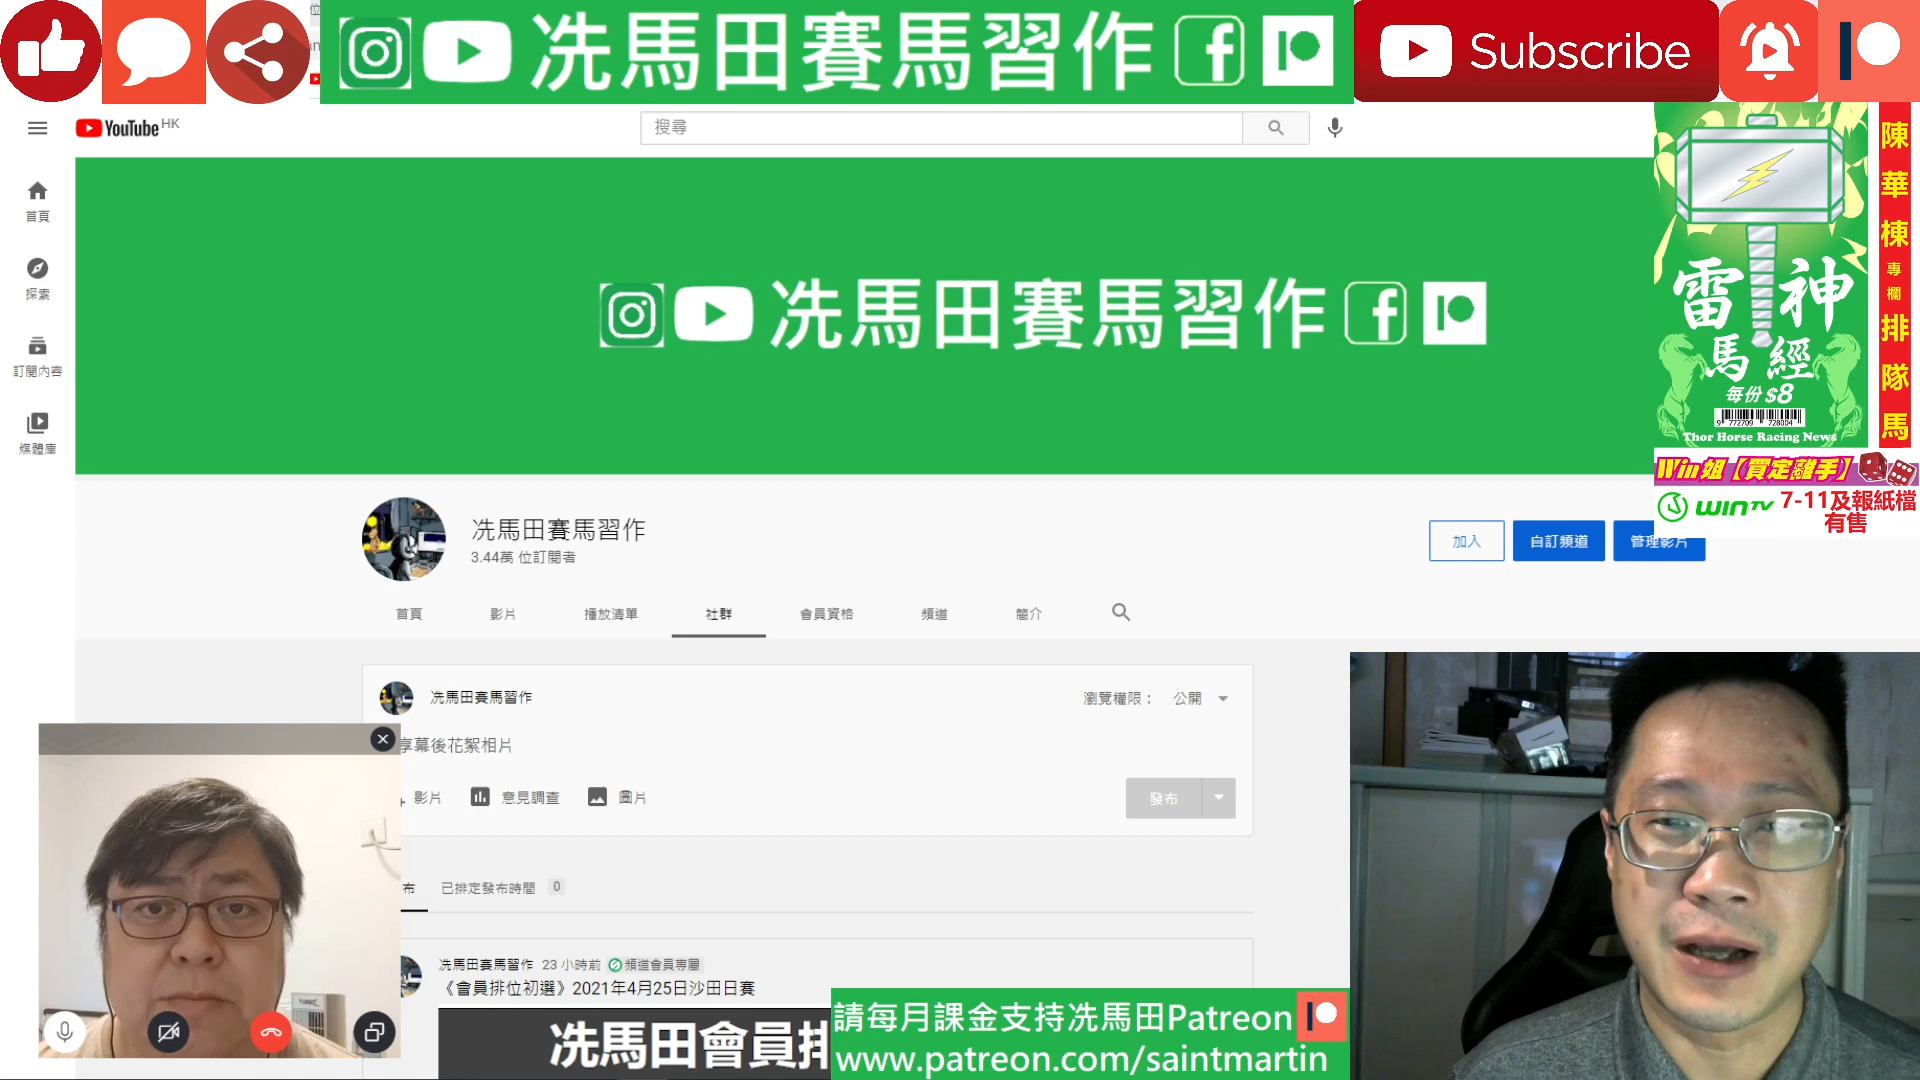 冼馬田賽馬習作
Subscribe
YouTube HK
搜尋
首頁
探索
訂閱內容
媒體庫
冼馬田賽馬習作
陳華棟專欄排隊馬
雷神
馬經
每份 $8
9 772709 728004
Thor Horse Racing News
Win姐【買定離手】
WIN TV 7-11及報紙檔
有售
冼馬田賽馬習作
3.44萬 位訂閱者
加入
自訂頻道
管理影片
首頁 影片 播放清單 社群 會員資格 頻道 簡介
冼馬田賽馬習作
瀏覽權限： 公開
享幕後花絮相片
影片 意見調查 圖片
發布
布 已排定發布時間 0
冼馬田賽馬習作 23 小時前 頻道會員專屬
《會員排位初選》2021年4月25日沙田日賽
冼馬田會員排
請每月課金支持冼馬田Patreon
www.patreon.com/saintmartin